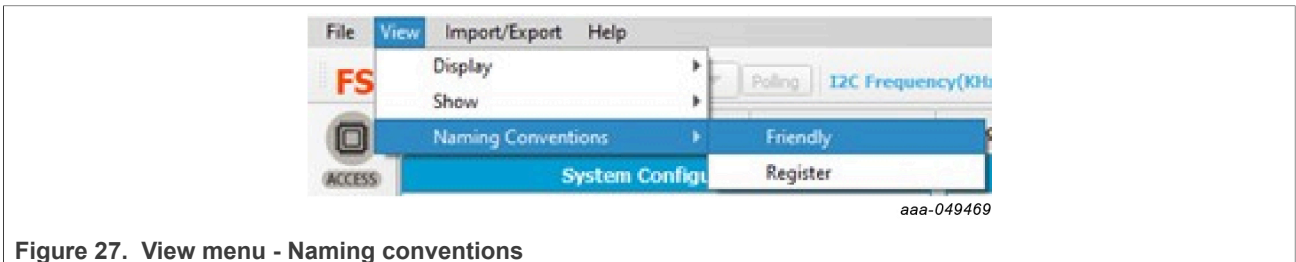 File View Import/Export Help
Display
FS Polling I2C Frequency(KHz
Show
Naming Conventions Friendly
ACCESS System Configu Register
aaa-049469
Figure 27. View menu - Naming conventions